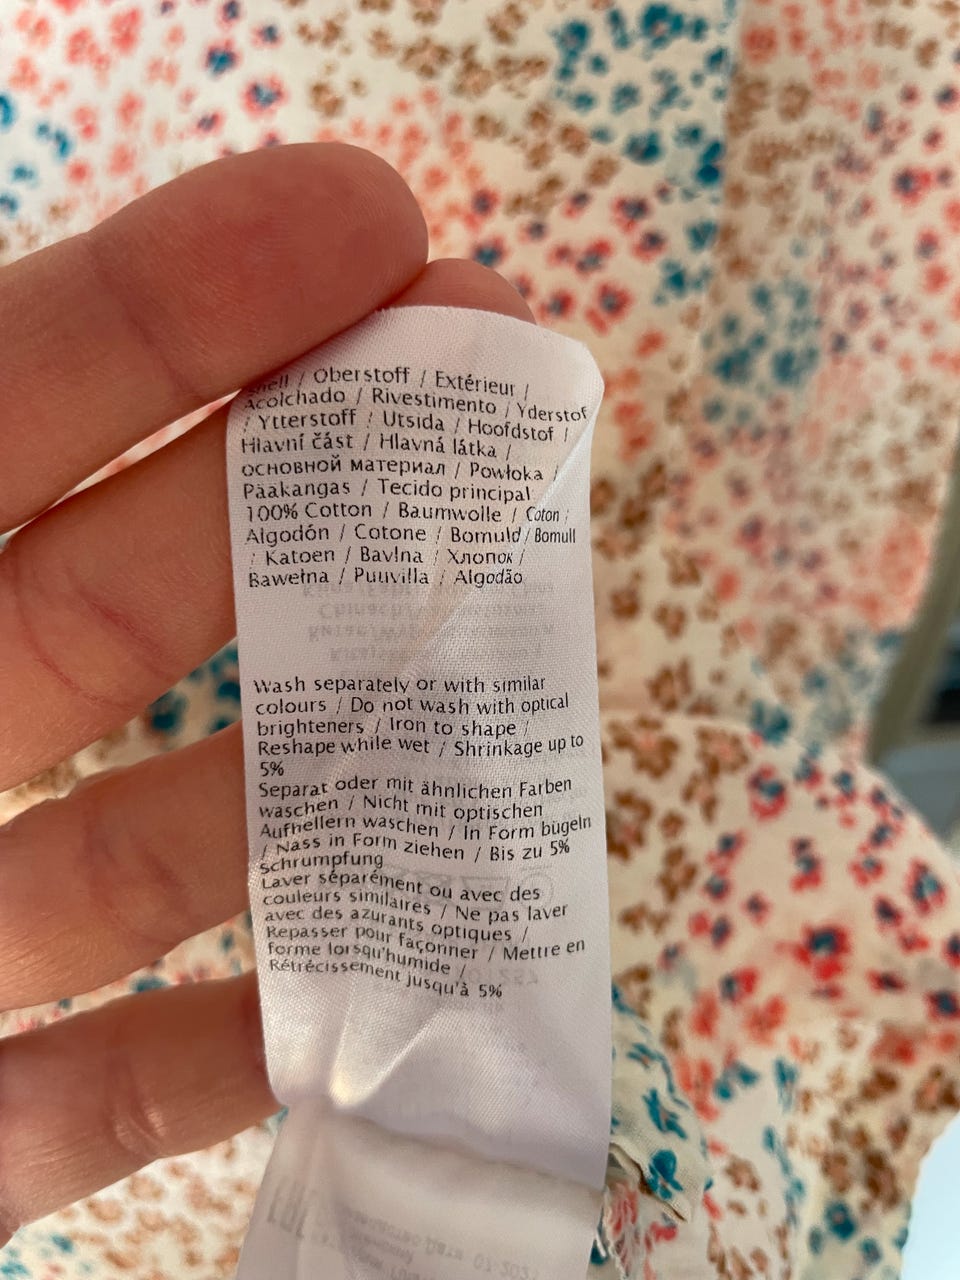 Shell / Oberstoff / Extérieur /
Acolchado / Rivestimento / Yderstof
/ Ytterstoff / Utsida / Hoofdstof /
Hlavní část / Hlavná látka /
основной материал / Powłoka /
Pääkangas / Tecido principal:
100% Cotton / Baumwolle / Coton /
Algodón / Cotone / Bomuld / Bomull
/ Katoen / Bavlna / Хлопок /
Bawełna / Puuvilla / Algodão
Wash separately or with similar
colours / Do not wash with optical
brighteners / Iron to shape /
Reshape while wet / Shrinkage up to
5%
Separat oder mit ähnlichen Farben
waschen / Nicht mit optischen
Aufhellern waschen / In Form bügeln
/ Nass in Form ziehen / Bis zu 5%
Schrumpfung
Laver séparément ou avec des
couleurs similaires / Ne pas laver
avec des azurants optiques /
Repasser pour façonner / Mettre en
forme lorsqu'humide /
Rétrécissement jusqu'à 5%